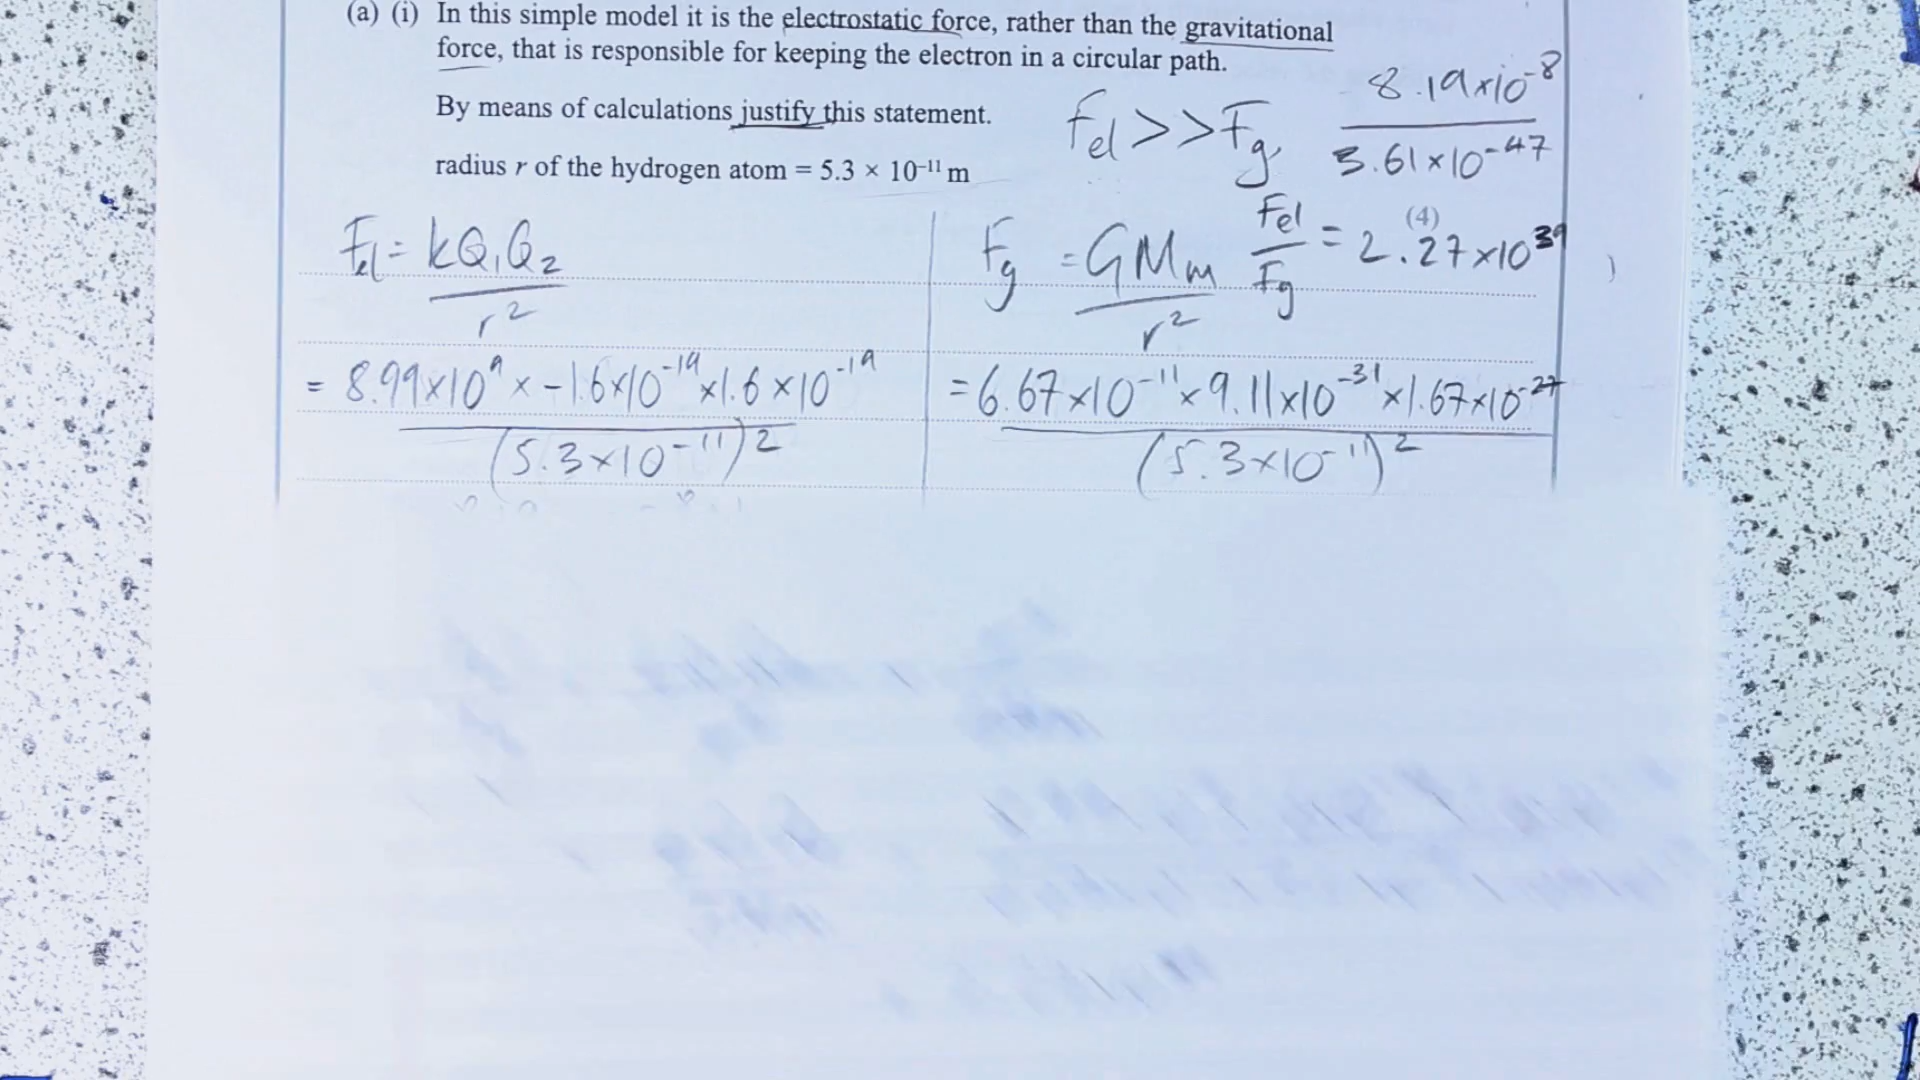 (a) (i) In this simple model it is the electrostatic force, rather than the gravitational
force, that is responsible for keeping the electron in a circular path.
By means of calculations justify this statement.
radius r of the hydrogen atom = 5.3 × 10⁻¹¹ m
Fel >> Fg
8.19×10⁻⁸
3.61×10⁻⁴⁷
(4)
Fel = kQ₁Q₂
r²
Fg = GMm
r²
Fel
Fg
= 2.27×10³⁹
= 8.99×10⁹ × -1.6×10⁻¹⁹ ×1.6×10⁻¹⁹
(5.3×10⁻¹¹)²
= 6.67×10⁻¹¹ × 9.11×10⁻³¹ ×1.67×10⁻²⁷
(5.3×10⁻¹¹)²